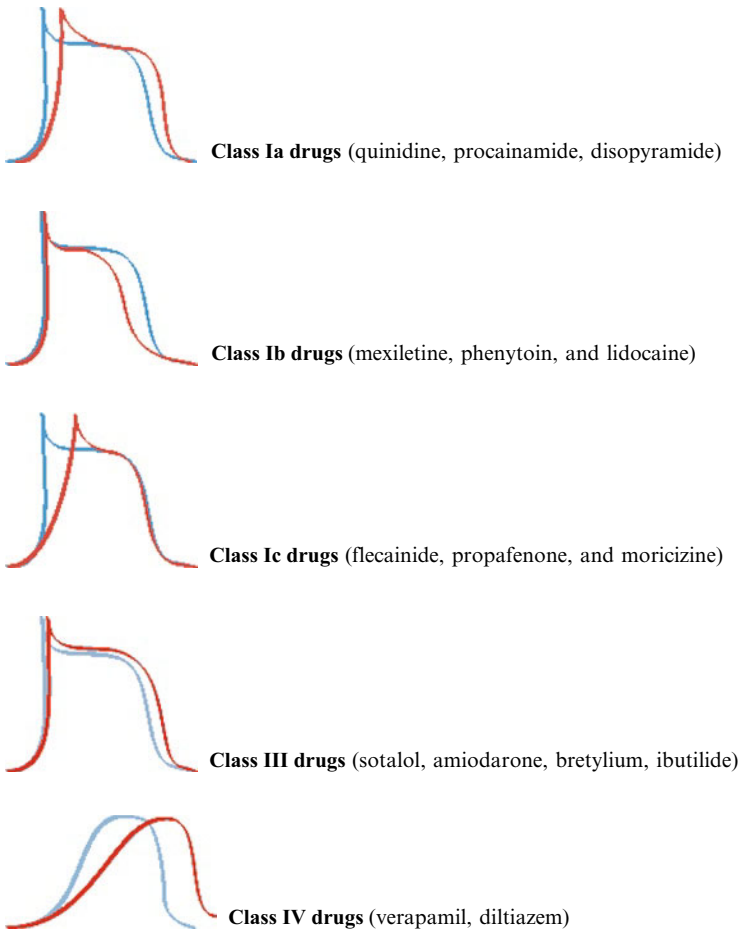 Class Ia drugs (quinidine, procainamide, disopyramide)
Class Ib drugs (mexiletine, phenytoin, and lidocaine)
Class Ic drugs (flecainide, propafenone, and moricizine)
Class III drugs (sotalol, amiodarone, bretylium, ibutilide)
Class IV drugs (verapamil, diltiazem)